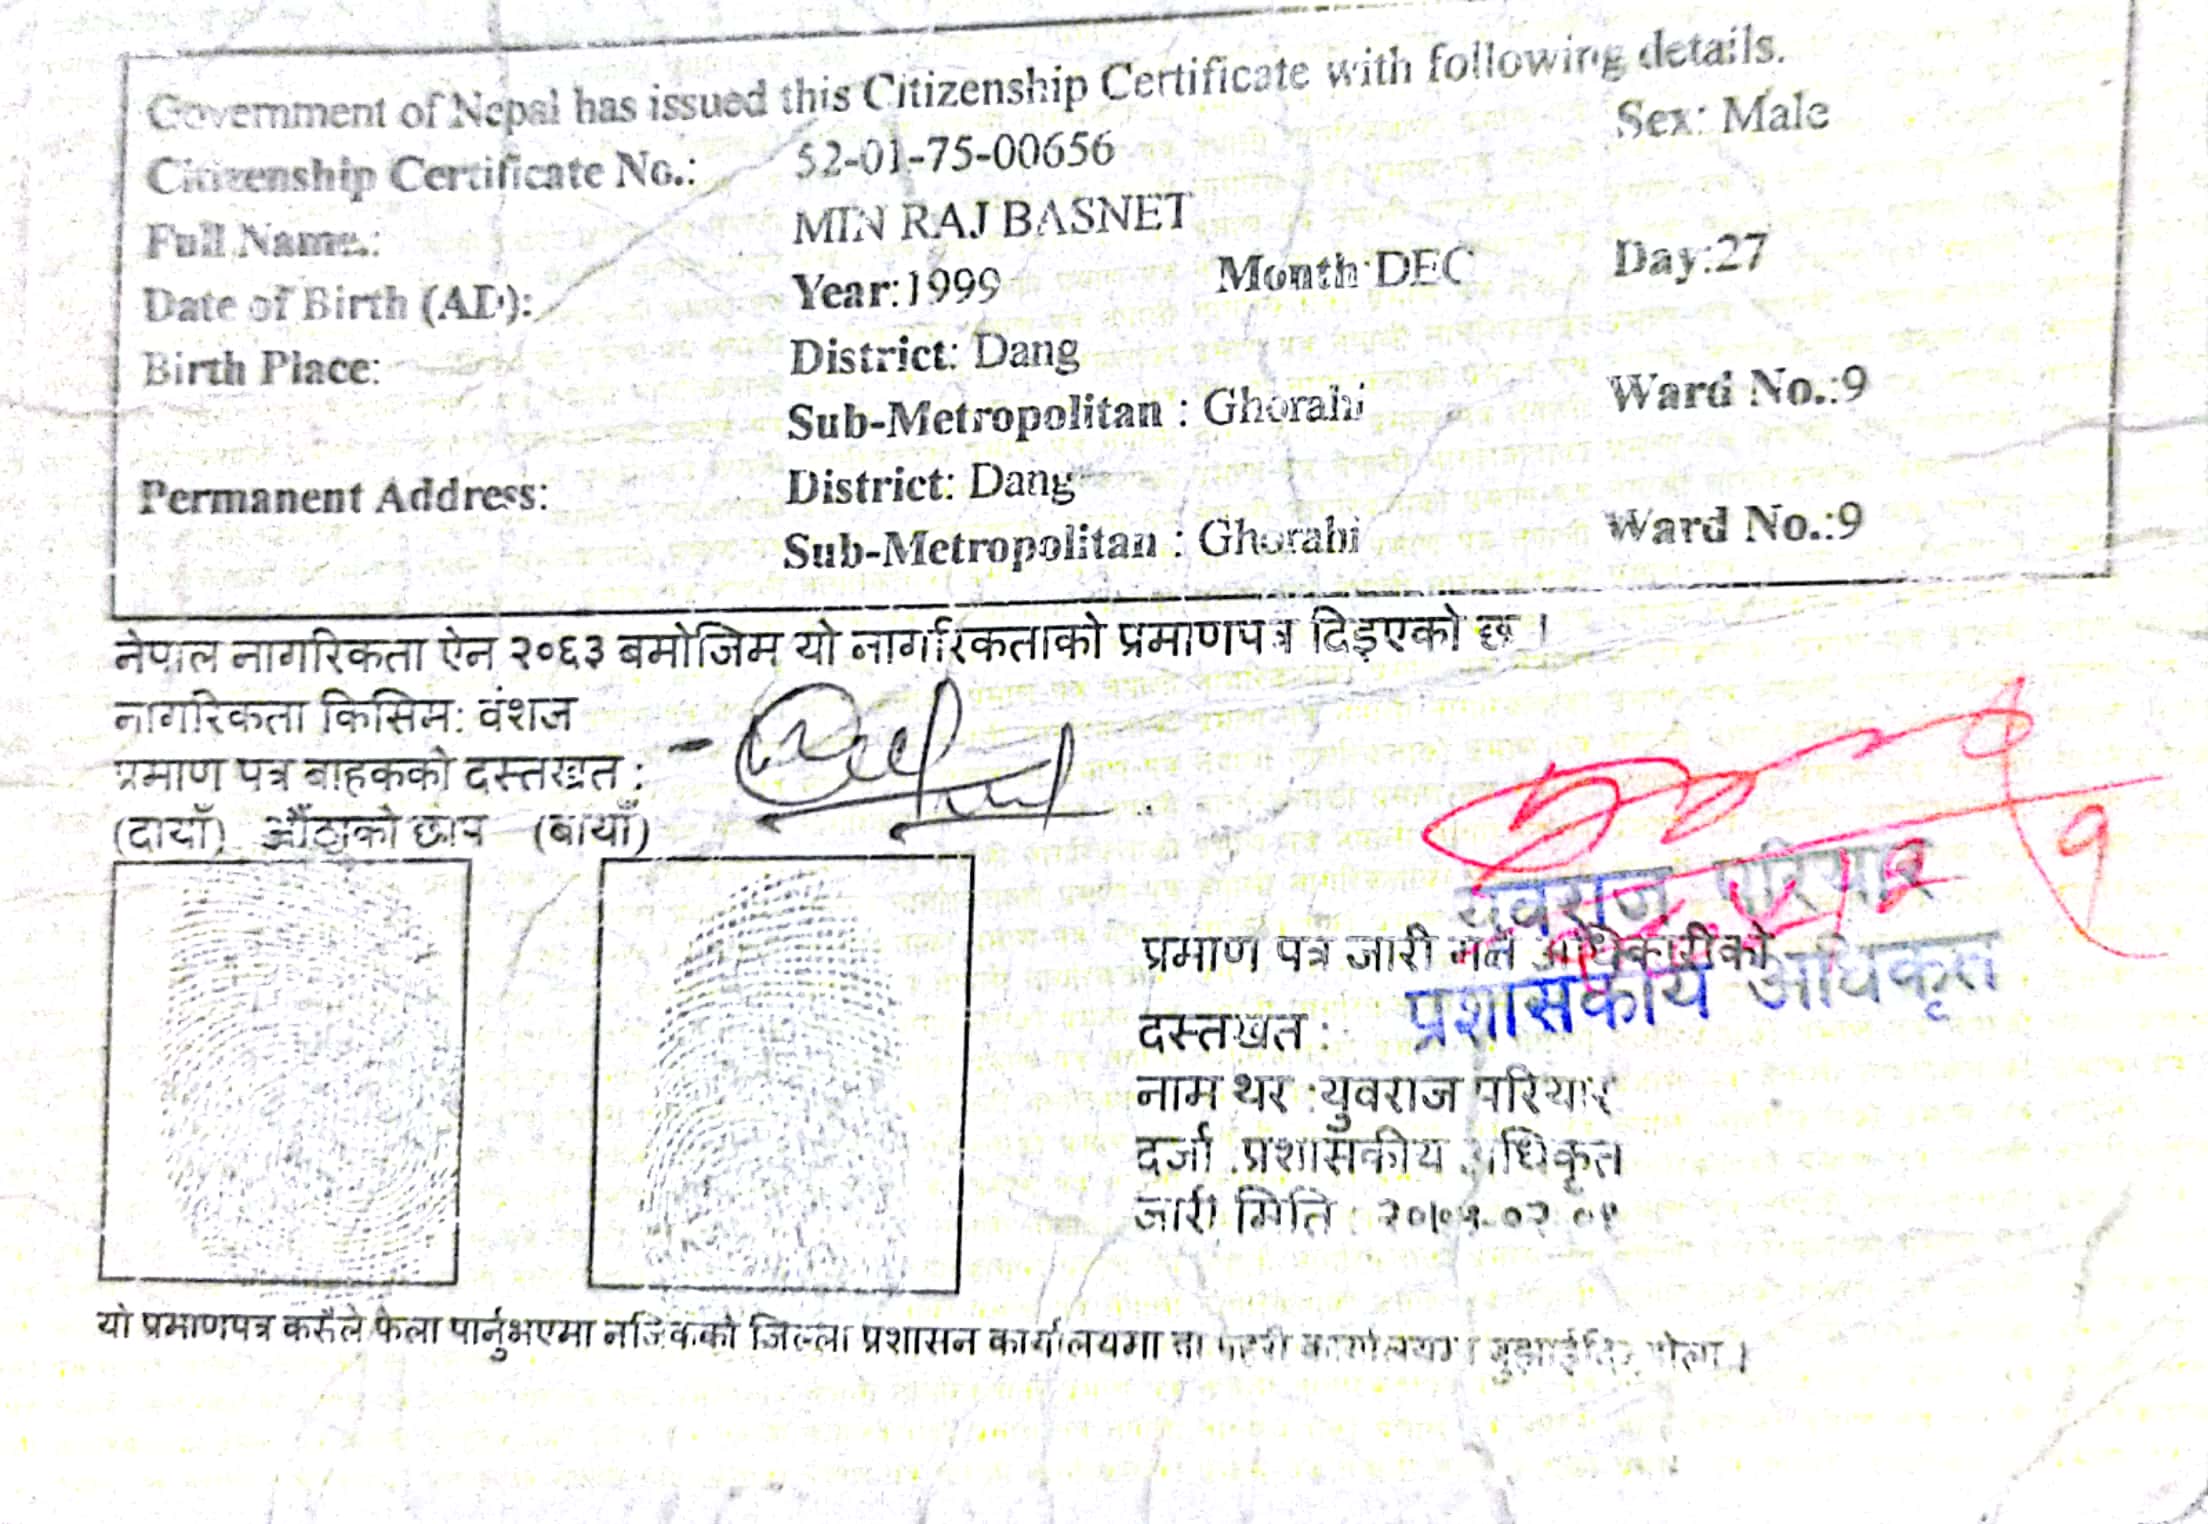 Government of Nepal has issued this Citizenship Certificate with following details.
Citizenship Certificate No.: 52-01-75-00656 Sex: Male
Full Name.: MIN RAJ BASNET
Date of Birth (AD): Year:1999 Month:DEC Day:27
Birth Place: District: Dang
Sub-Metropolitan : Ghorahi Ward No.:9
Permanent Address: District: Dang
Sub-Metropolitan : Ghorahi Ward No.:9
नेपाल नागरिकता ऐन २०६३ बमोजिम यो नागरिकताको प्रमाणपत्र दिइएको छ ।
नागरिकता किसिम: वंशज
प्रमाण पत्र बाहकको दस्तखत :
(दायाँ) औँठाको छाप (बायाँ)
युवराज परियार
प्रमाण पत्र जारी गर्ने अधिकारीको
प्रशासकीय अधिकृत
दस्तखत :
नाम थर :युवराज परियार
दर्जा :प्रशासकीय अधिकृत
जारी मिति :
यो प्रमाणपत्र कसैले फेला पार्नुभएमा नजिकको जिल्ला प्रशासन कार्यालयमा वा प्रहरी कार्यालयमा बुझाईदिनु होला ।